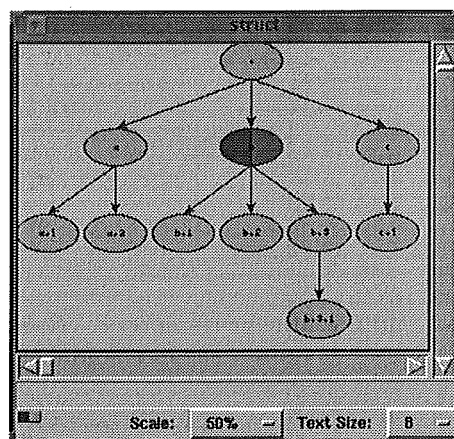 struct
a
c
a.1 a.2 b.1 b.2 b.3 c.1
b.3.1
Scale: 50% Text Size: 8